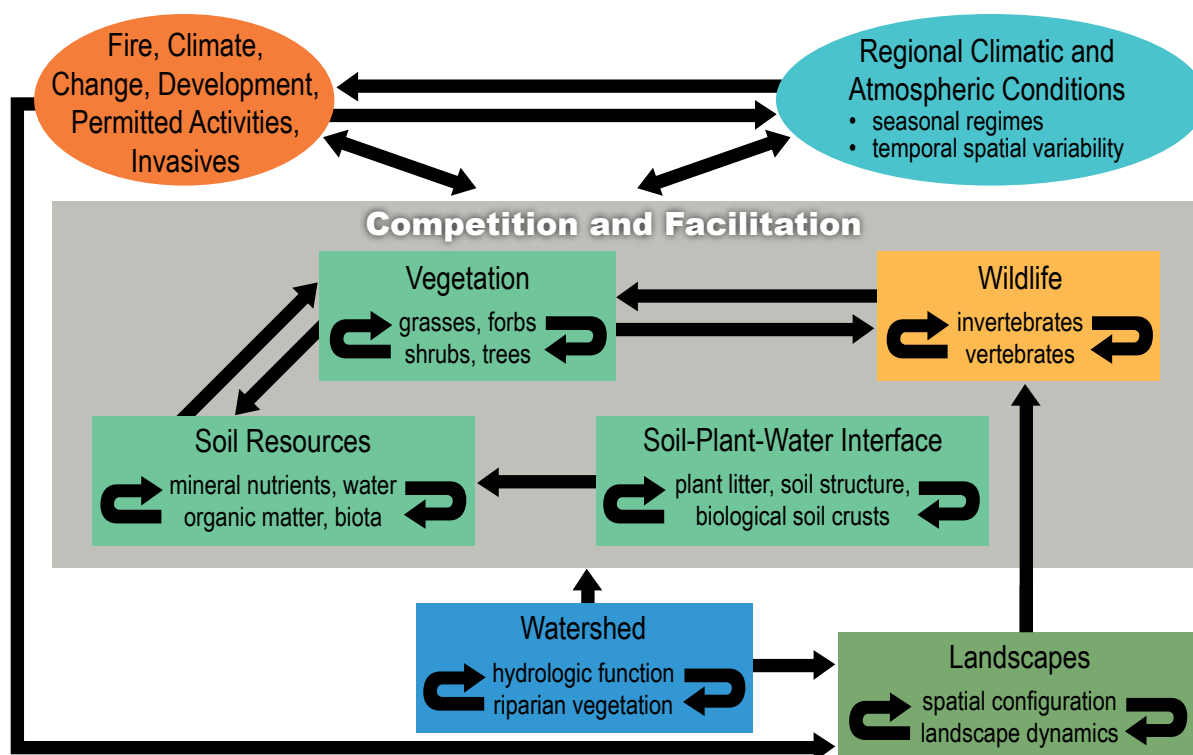 Fire, Climate,
Change, Development,
Permitted Activities,
Invasives
Regional Climatic and
Atmospheric Conditions
• seasonal regimes
• temporal spatial variability
Competition and Facilitation
Vegetation
grasses, forbs
shrubs, trees
Wildlife
invertebrates
vertebrates
Soil Resources
mineral nutrients, water
organic matter, biota
Soil-Plant-Water Interface
plant litter, soil structure,
biological soil crusts
Watershed
hydrologic function
riparian vegetation
Landscapes
spatial configuration
landscape dynamics